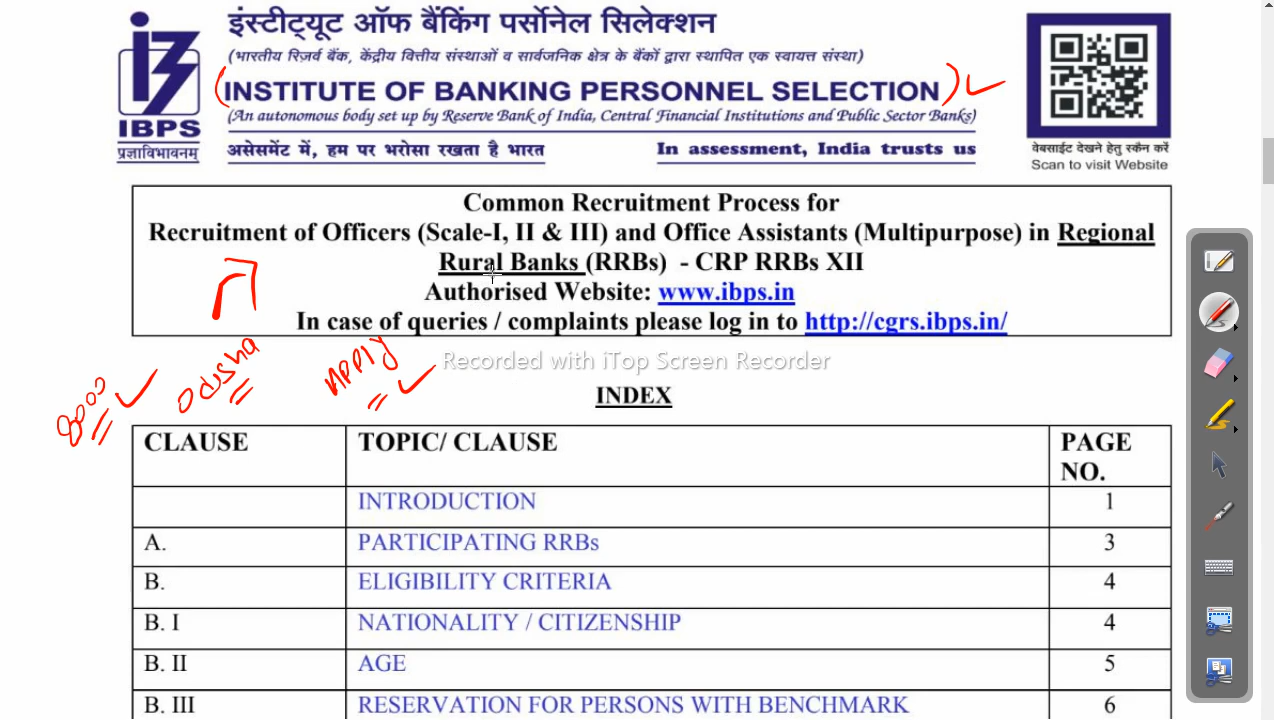 इंस्टीट्यूट ऑफ बैंकिंग पर्सोनेल सिलेक्शन
(भारतीय रिज़र्व बैंक, केंद्रीय वित्तीय संस्थाओं व सार्वजनिक क्षेत्र के बैंकों द्वारा स्थापित एक स्वायत्त संस्था)
INSTITUTE OF BANKING PERSONNEL SELECTION
(An autonomous body set up by Reserve Bank of India, Central Financial Institutions and Public Sector Banks)
IBPS
प्रज्ञाविभावनम्
असेसमेंट में, हम पर भरोसा रखता है भारत In assessment, India trusts us
वेबसाईट देखने हेतु स्कैन करें
Scan to visit Website
Common Recruitment Process for
Recruitment of Officers (Scale-I, II & III) and Office Assistants (Multipurpose) in Regional
Rural Banks (RRBs) - CRP RRBs XII
Authorised Website: www.ibps.in
In case of queries / complaints please log in to http://cgrs.ibps.in/
8000 Odisha Apply
Recorded with iTop Screen Recorder
INDEX
CLAUSE TOPIC/ CLAUSE PAGE NO.
INTRODUCTION 1
A. PARTICIPATING RRBs 3
B. ELIGIBILITY CRITERIA 4
B. I NATIONALITY / CITIZENSHIP 4
B. II AGE 5
B. III RESERVATION FOR PERSONS WITH BENCHMARK 6